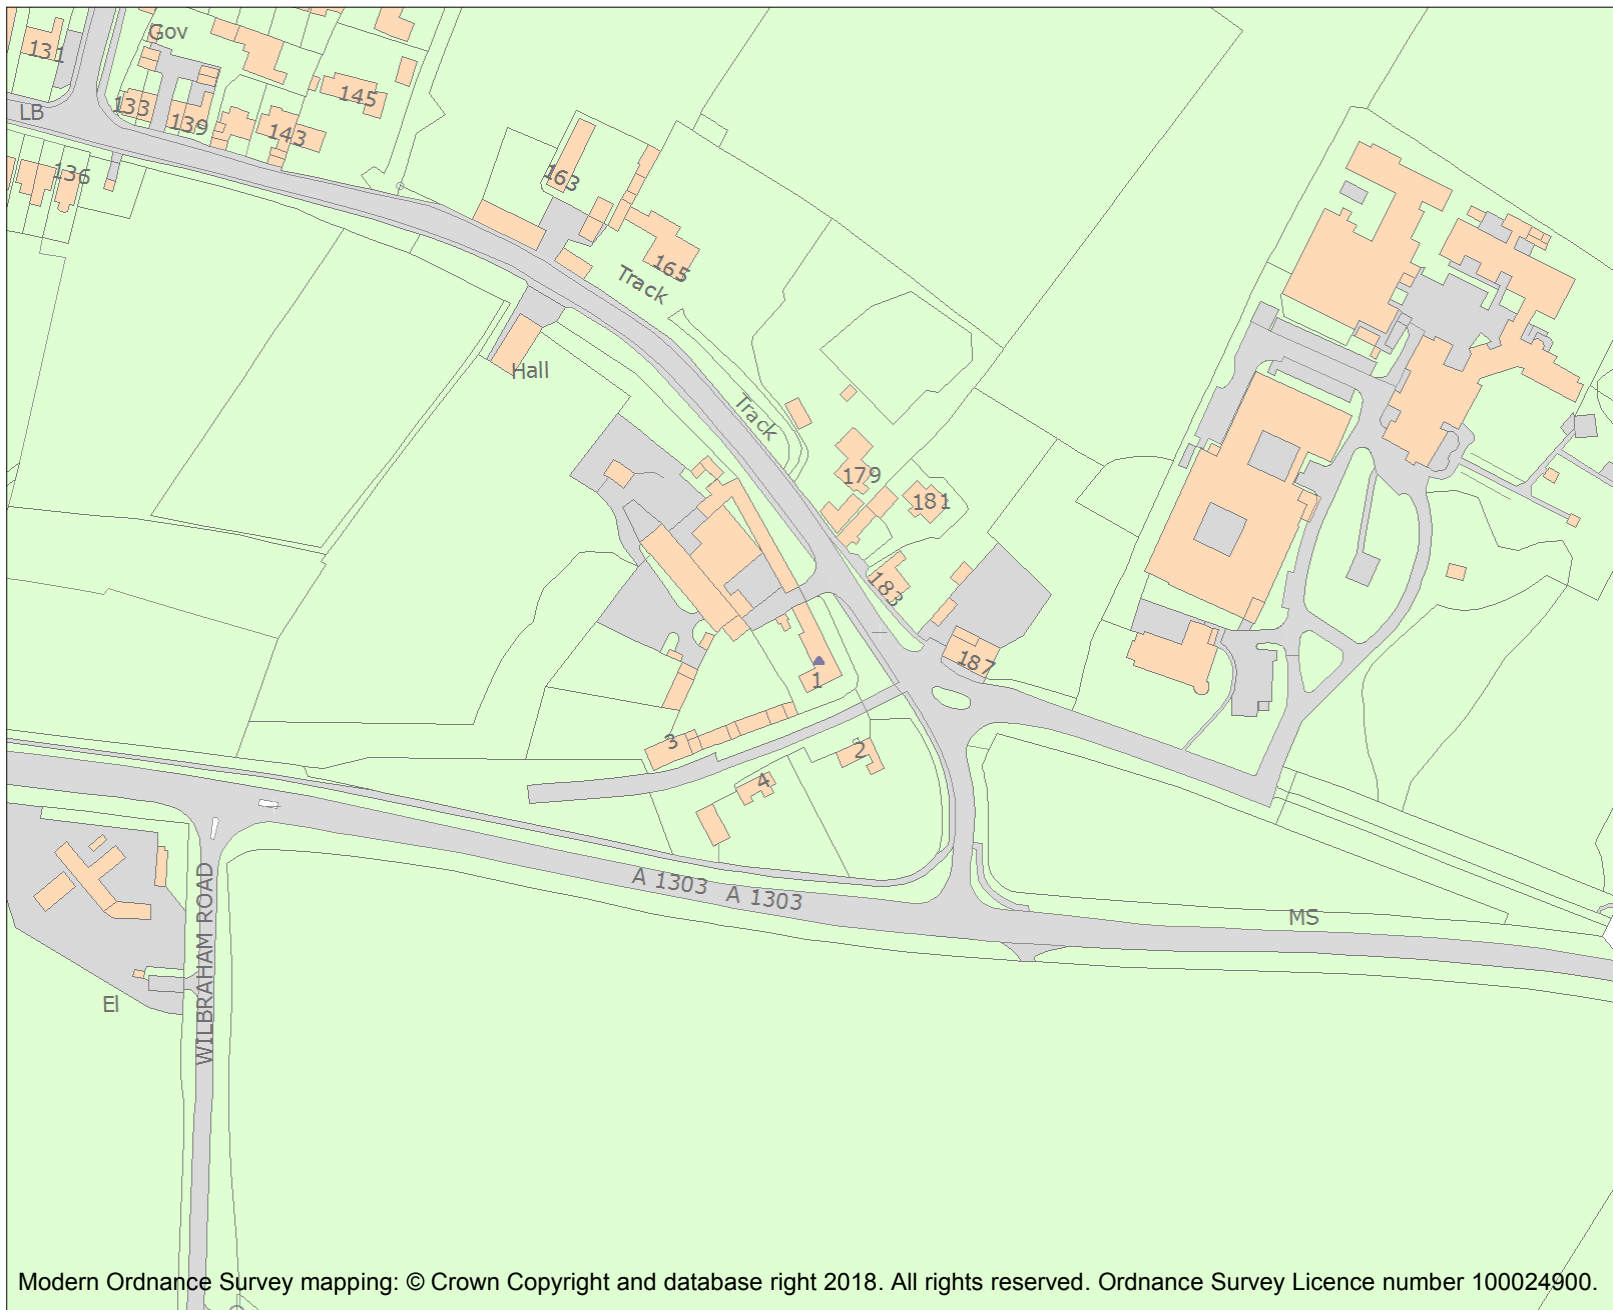 Gov
131
145
133
LB
139
143
136
163
165
Track
Hall
Track
179
181
183
187
1
3
2
4
A 1303 A 1303
MS
WILBRAHAM ROAD
El
Modern Ordnance Survey mapping: © Crown Copyright and database right 2018. All rights reserved. Ordnance Survey Licence number 100024900.